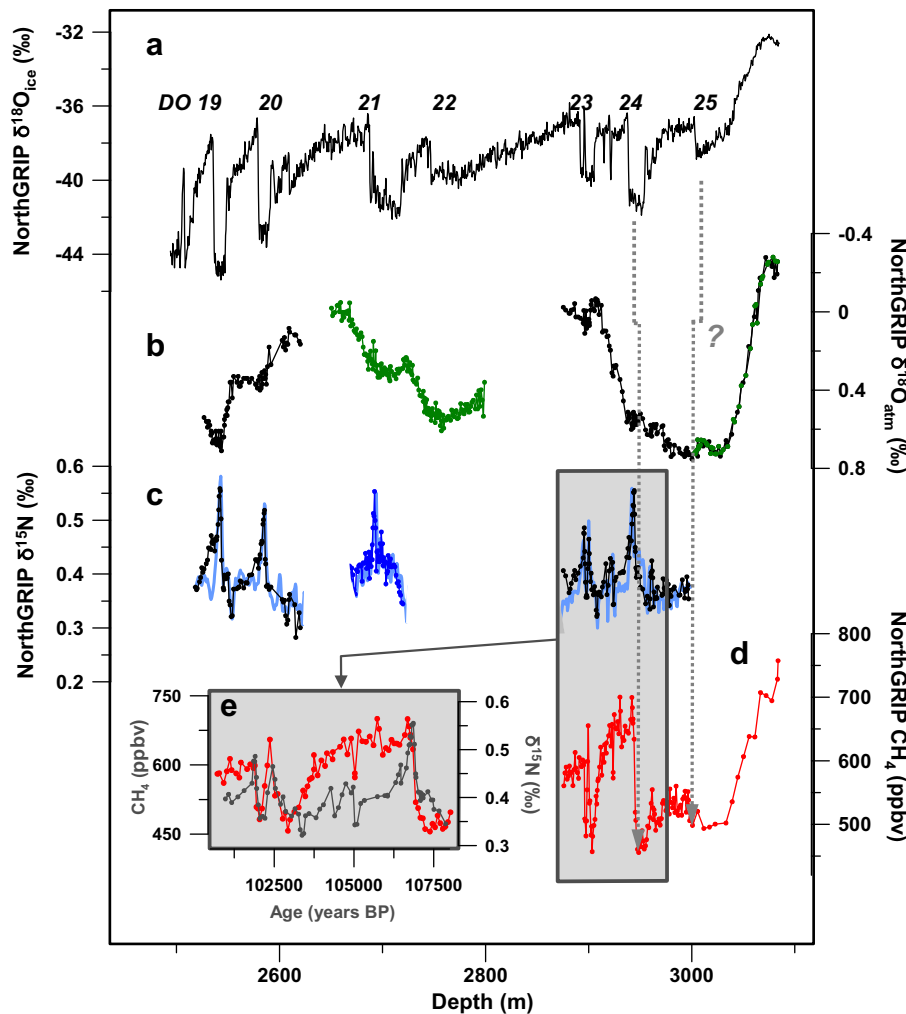 a
NorthGRIP δ18Oice (‰)
-32
-36
-40
-44
DO 19
20
21
22
23
24
25
b
NorthGRIP δ18Oatm (‰)
-0.4
0
0.4
0.8
?
c
NorthGRIP δ15N (‰)
0.6
0.5
0.4
0.3
0.2
d
NorthGRIP CH4 (ppbv)
800
700
600
500
e
CH4 (ppbv)
750
600
450
δ15N (‰)
0.6
0.5
0.4
0.3
102500
105000
107500
Age (years BP)
2600
2800
3000
Depth (m)